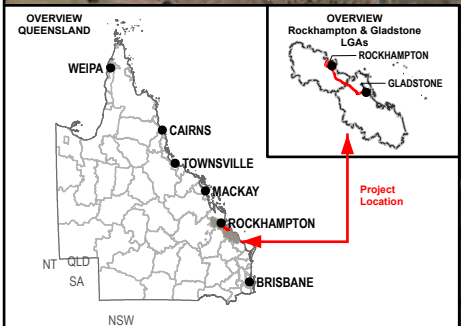 OVERVIEW
QUEENSLAND
WEIPA
CAIRNS
TOWNSVILLE
MACKAY
ROCKHAMPTON
BRISBANE
NT QLD
SA
NSW
OVERVIEW
Rockhampton & Gladstone
LGAs
ROCKHAMPTON
GLADSTONE
Project
Location